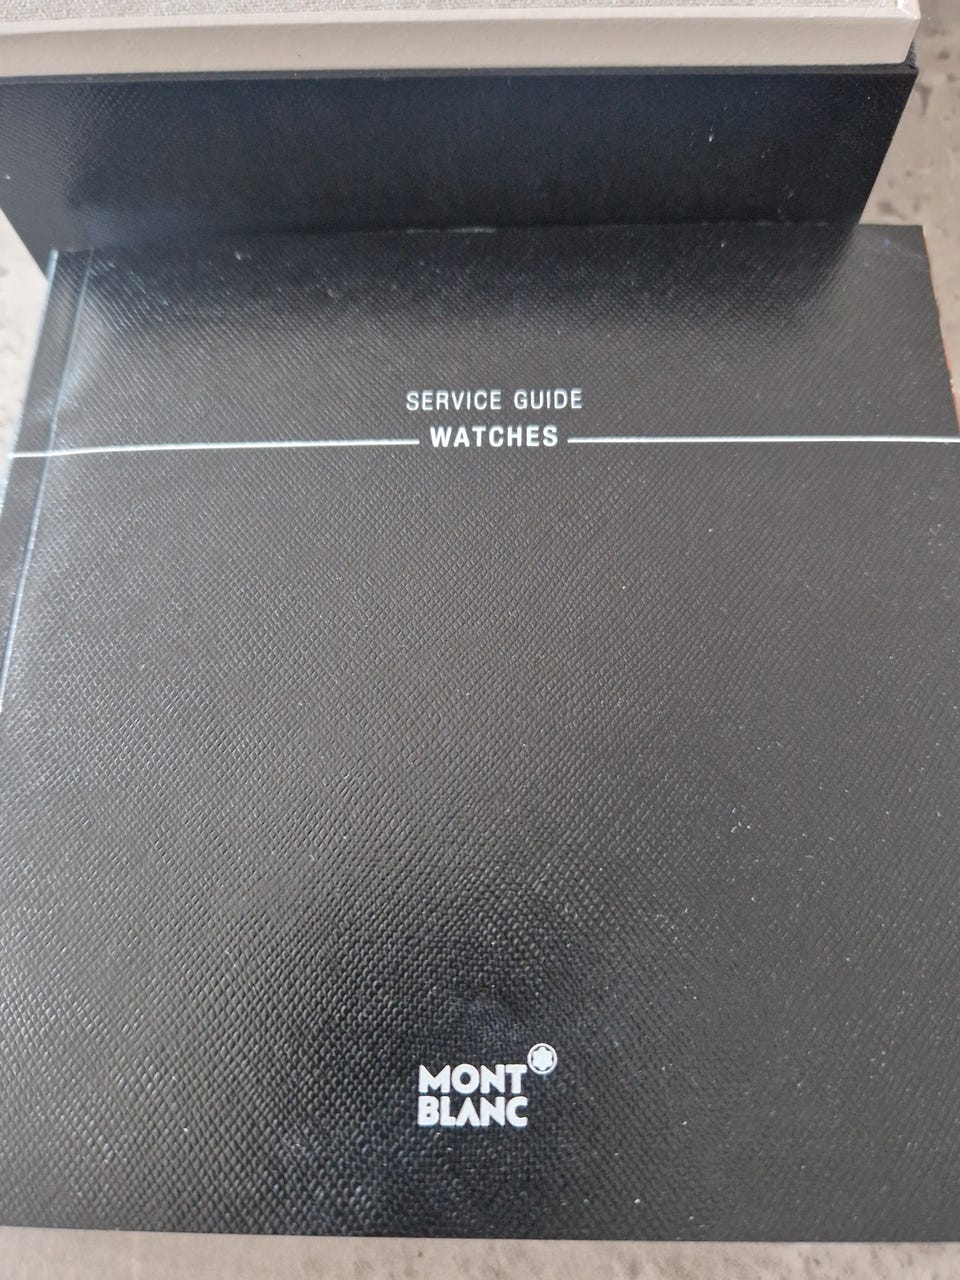 SERVICE GUIDE
WATCHES
MONT
BLANC